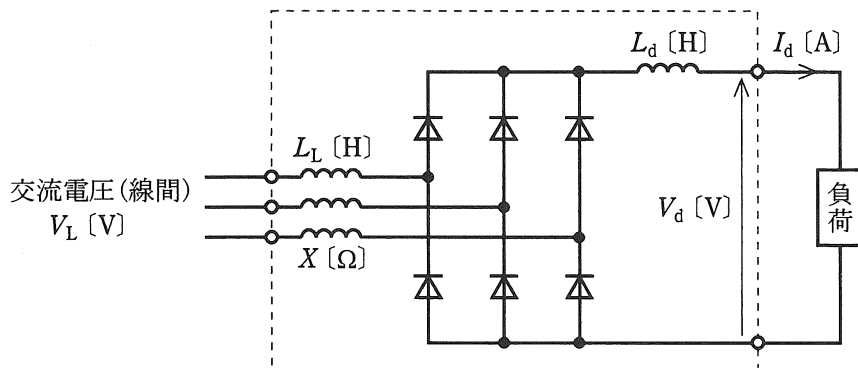 L_d〔H〕
I_d〔A〕
L_L〔H〕
交流電圧(線間)
V_L〔V〕
X〔Ω〕
V_d〔V〕
負荷